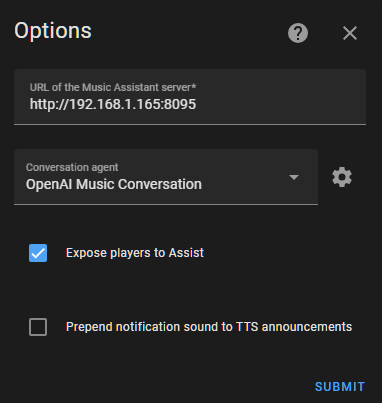 Options
URL of the Music Assistant server*
http://192.168.1.165:8095
Conversation agent
OpenAI Music Conversation
Expose players to Assist
Prepend notification sound to TTS announcements
SUBMIT